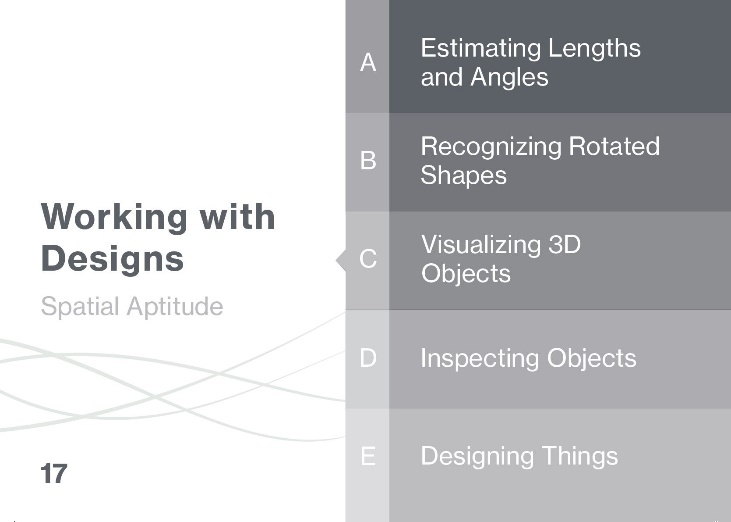 Working with
Designs
Spatial Aptitude
17
A
Estimating Lengths
and Angles
B
Recognizing Rotated
Shapes
C
Visualizing 3D
Objects
D
Inspecting Objects
E
Designing Things